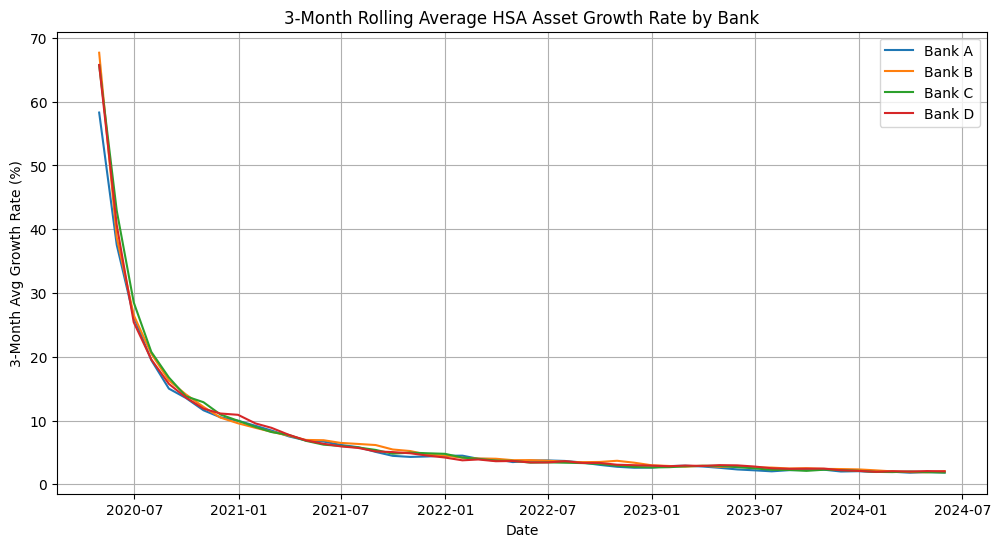 3-Month Rolling Average HSA Asset Growth Rate by Bank
3-Month Avg Growth Rate (%)
70
60
50
40
30
20
10
0
Bank A
Bank B
Bank C
Bank D
2020-07
2021-01
2021-07
2022-01
2022-07
2023-01
2023-07
2024-01
2024-07
Date